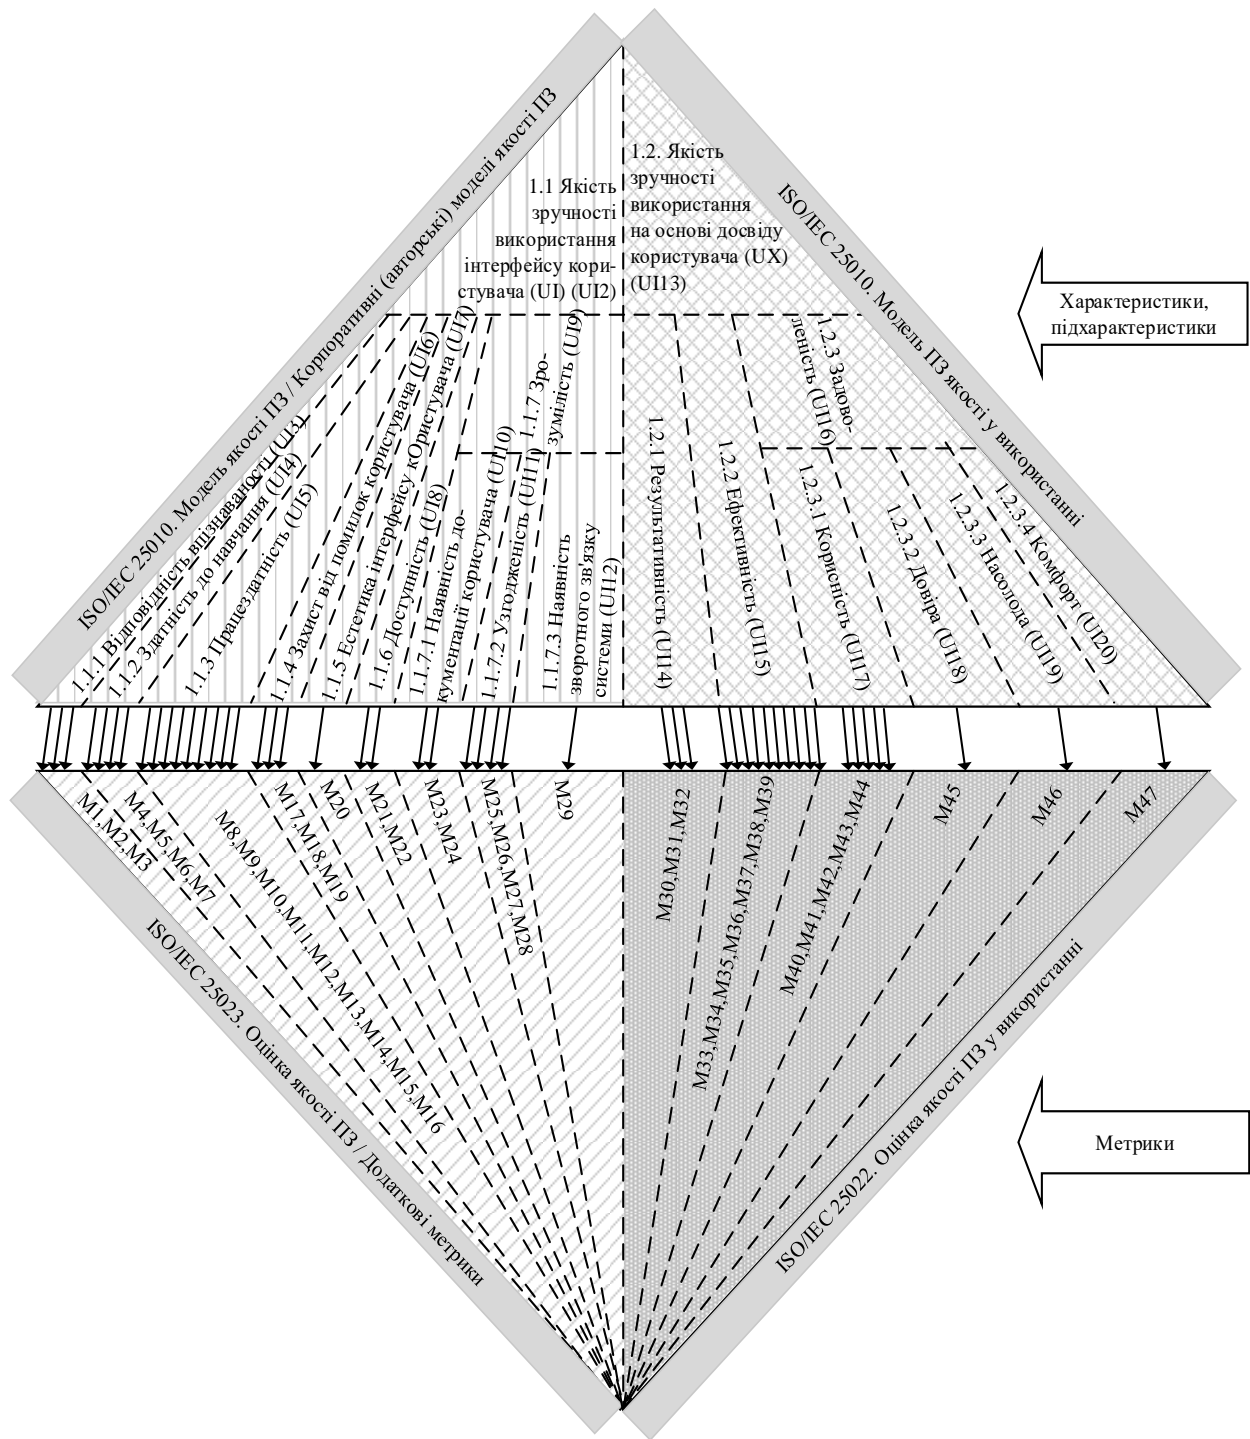 ISO/IEC 25010. Модель якості ПЗ / Корпоративні (авторські) моделі якості ПЗ
ISO/IEC 25010. Модель ПЗ якості у використанні
1.1 Якість
зручності
використання
інтерфейсу кори-
стувача (UI) (UI2)
1.2. Якість
зручності
використання
на основі досвіду
користувача (UX)
(UI13)
Характеристики,
підхарактеристики
1.1.1 Відповідність впізнаваності (UI3)
1.1.2 Здатність до навчання (UI4)
1.1.3 Працездатність (UI5)
1.1.4 Захист від помилок користувача (UI6)
1.1.5 Естетика інтерфейсу кОристувача (UI7)
1.1.6 Доступність (UI8)
1.1.7 Зро-
зумілість (UI9)
1.1.7.1 Наявність до-
кументації користувача (UI10)
1.1.7.2 Узгодженість (UI11)
1.1.7.3 Наявність
зворотного зв'язку
системи (UI12)
1.2.1 Результативність (UI14)
1.2.2 Ефективність (UI15)
1.2.3 Задово-
леність (UI16)
1.2.3.1 Корисність (UI17)
1.2.3.2 Довіра (UI18)
1.2.3.3 Насолода (UI19)
1.2.3.4 Комфорт (UI20)
M1,M2,M3
M4,M5,M6,M7
M8,M9,M10,M11,M12,M13,M14,M15,M16
M17,M18,M19
M20
M21,M22
M23,M24
M25,M26,M27,M28
M29
M30,M31,M32
M33,M34,M35,M36,M37,M38,M39
M40,M41,M42,M43,M44
M45
M46
M47
ISO/IEC 25023. Оцінка якості ПЗ / Додаткові метрики
ISO/IEC 25022. Оцінка якості ПЗ у використанні
Метрики